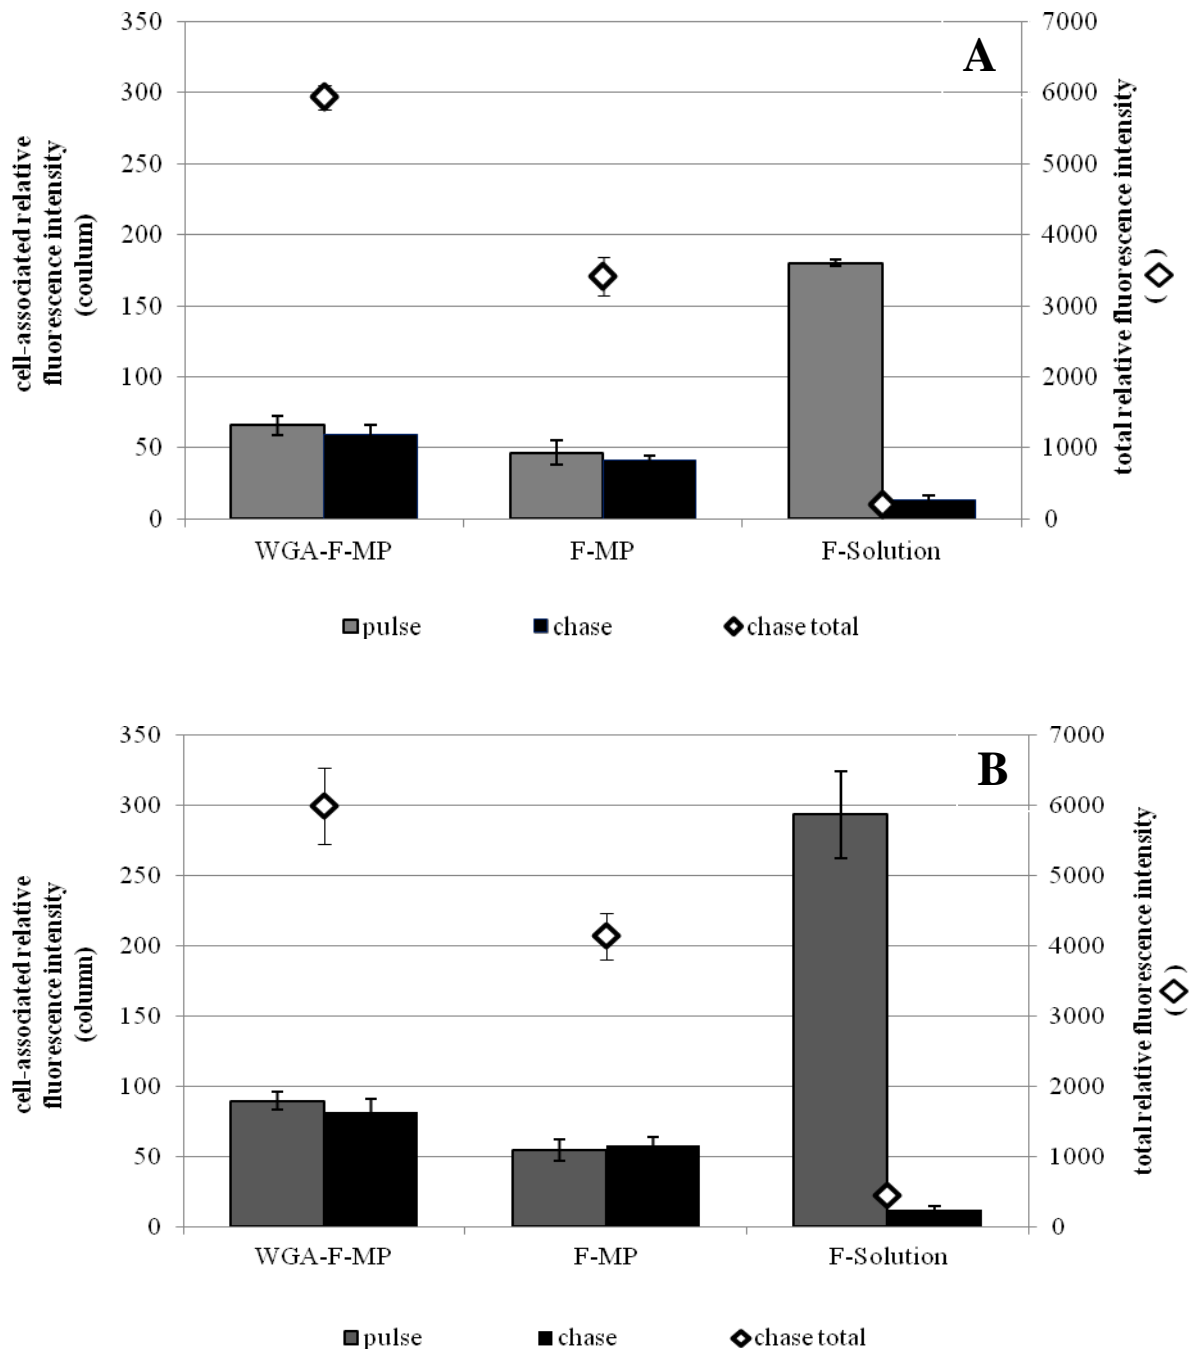 A
350
300
250
200
150
100
50
0
7000
6000
5000
4000
3000
2000
1000
0
cell-associated relative
fluorescence intensity
(coulum)
total relative fluorescence intensity
( )
WGA-F-MP
F-MP
F-Solution
pulse
chase
chase total
B
350
300
250
200
150
100
50
0
7000
6000
5000
4000
3000
2000
1000
0
cell-associated relative
fluorescence intensity
(column)
total relative fluorescence intensity
( )
WGA-F-MP
F-MP
F-Solution
pulse
chase
chase total